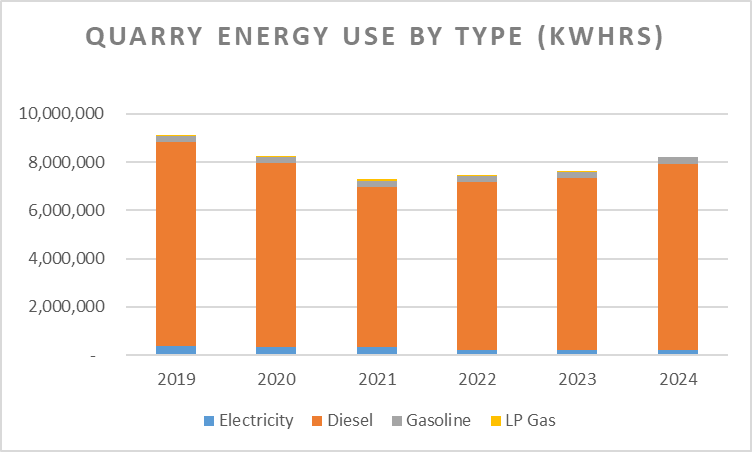 QUARRY ENERGY USE BY TYPE (KWHRS)
10,000,000
8,000,000
6,000,000
4,000,000
2,000,000
-
2019 2020 2021 2022 2023 2024
Electricity Diesel Gasoline LP Gas